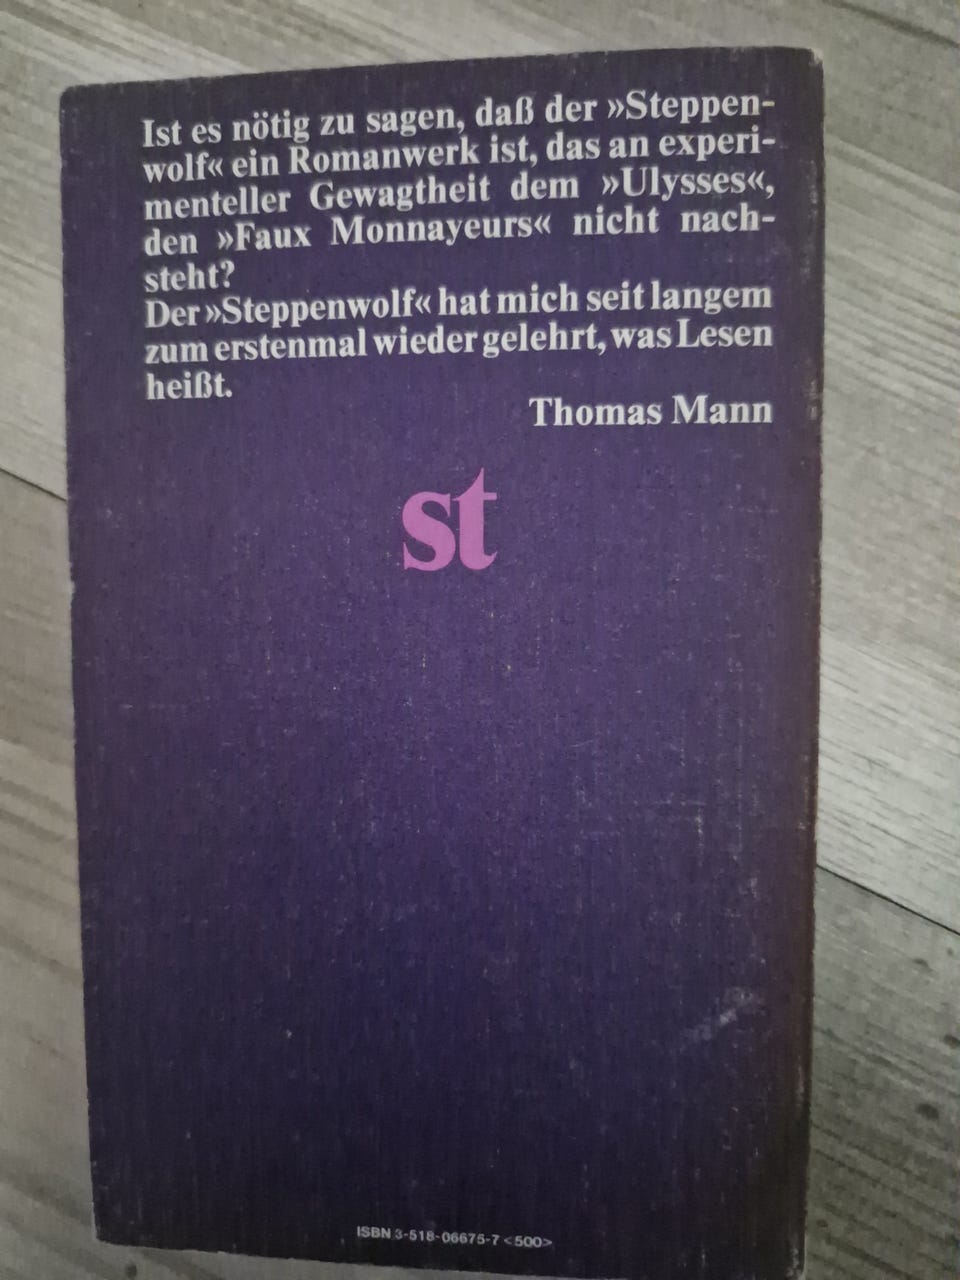 Ist es nötig zu sagen, daß der »Steppen-
wolf« ein Romanwerk ist, das an experi-
menteller Gewagtheit dem »Ulysses«,
den »Faux Monnayeurs« nicht nach-
steht?
Der »Steppenwolf« hat mich seit langem
zum erstenmal wieder gelehrt, was Lesen
heißt.
Thomas Mann
st
ISBN 3-518-06675-7 <500>